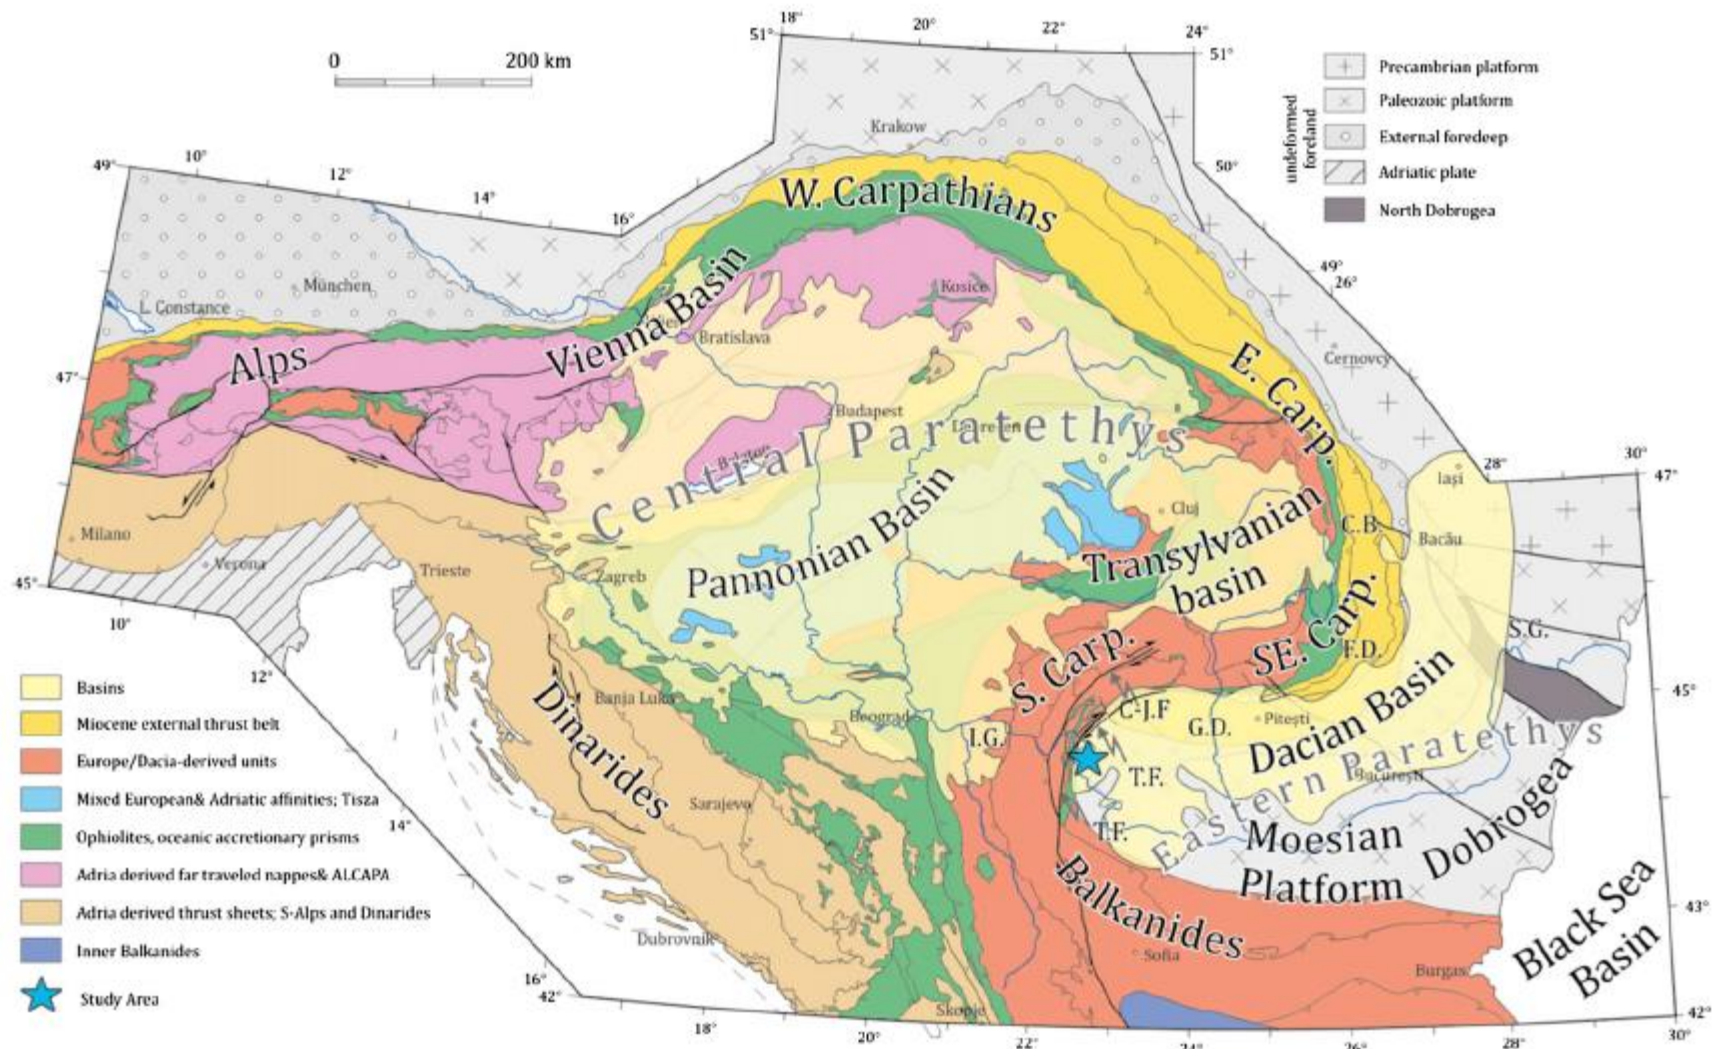 18°
20°
22°
24°
51°
51°
0
200 km
Precambrian platform
Paleozoic platform
External foredeep
Adriatic plate
North Dobrogea
undeformed
foreland
Krakow
50°
49°
10°
12°
14°
16°
W. Carpathians
49°
26°
München
L. Constance
Kosice
Vienna Basin
Bratislava
Alps
Černovcy
E. Carp.
47°
Budapest
Balaton
Central Paratethys
Iași
28°
30°
47°
Cluj
C.B.
Bacău
Milano
Verona
Trieste
45°
Zagreb
Pannonian Basin
Transylvanian
basin
10°
12°
S.G.
SE. Carp.
F.D.
S. Carp.
45°
Basins
Miocene external thrust belt
Europe/Dacia-derived units
Mixed European& Adriatic affinities; Tisza
Ophiolites, oceanic accretionary prisms
Adria derived far traveled nappes& ALCAPA
Adria derived thrust sheets; S-Alps and Dinarides
Inner Balkanides
Study Area
Banja Luka
Dinarides
Beograd
I.G.
C-J.F
G.D.
Pitești
Dacian Basin
Eastern Paratethys
București
T.F.
T.F.
Sarajevo
14°
Moesian
Platform
Dobrogea
Balkanides
43°
Black Sea
Basin
Dubrovnik
Sofia
Burgas
16°
42°
Skopje
42°
18°
20°
22°
24°
26°
28°
30°